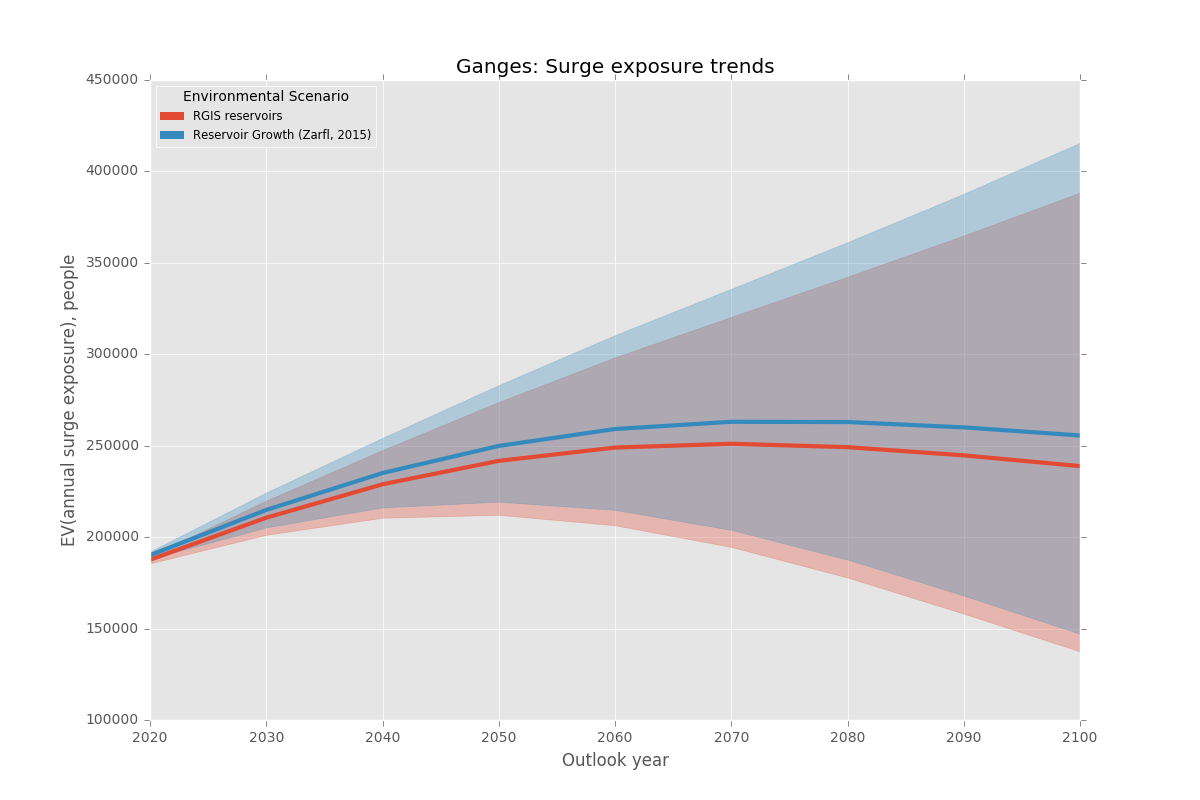 Ganges: Surge exposure trends
Environmental Scenario
RGIS reservoirs
Reservoir Growth (Zarfl, 2015)
EV(annual surge exposure), people
450000
400000
350000
300000
250000
200000
150000
100000
2020 2030 2040 2050 2060 2070 2080 2090 2100
Outlook year